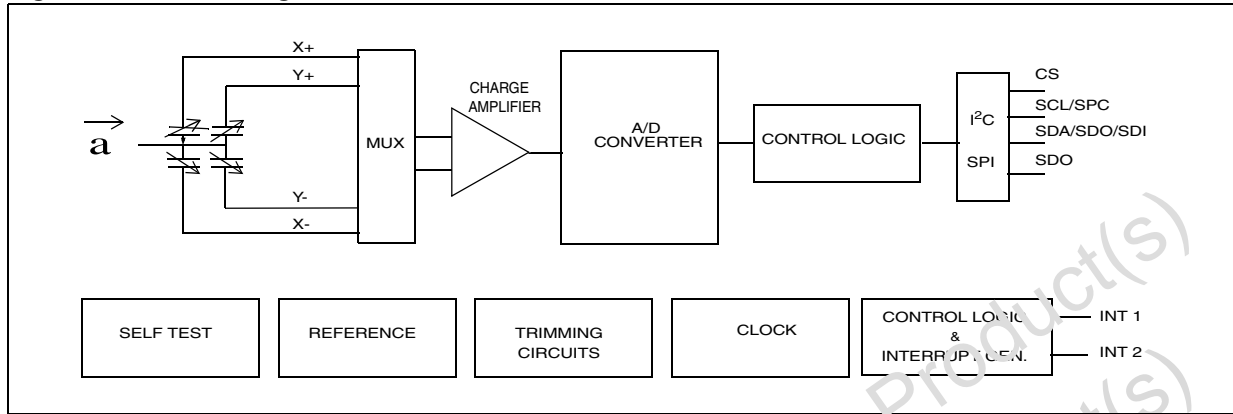 X+
Y+
a
Y-
X-
MUX
CHARGE
AMPLIFIER
A/D
CONVERTER
CONTROL LOGIC
I²C
SPI
CS
SCL/SPC
SDA/SDO/SDI
SDO
SELF TEST
REFERENCE
TRIMMING
CIRCUITS
CLOCK
CONTROL LOGIC
&
INTERRUPT GEN.
INT 1
INT 2
Product(s)